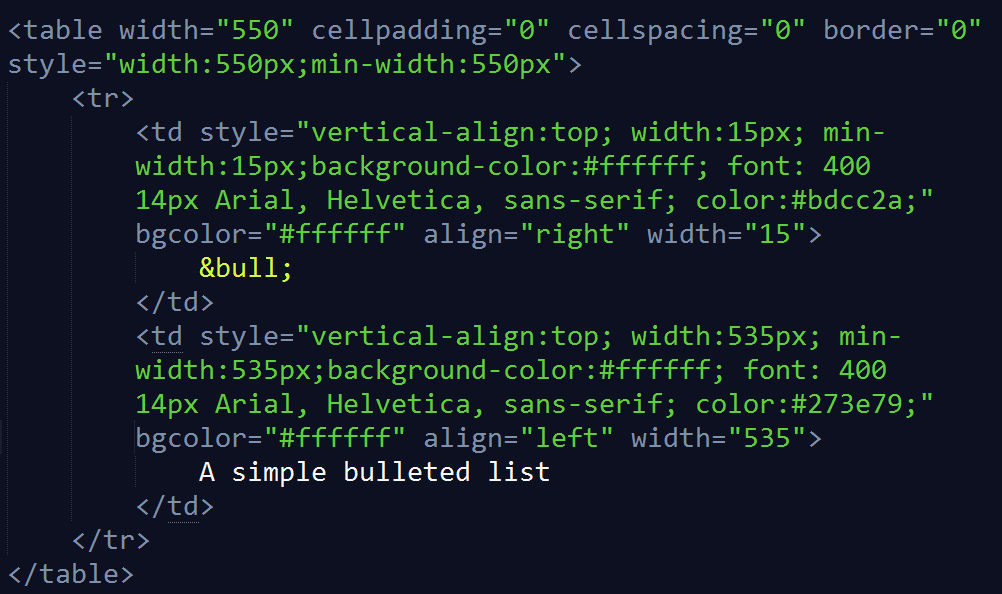 <table width="550" cellpadding="0" cellspacing="0" border="0"
style="width:550px;min-width:550px">
<tr>
<td style="vertical-align:top; width:15px; min-
width:15px;background-color:#ffffff; font: 400
14px Arial, Helvetica, sans-serif; color:#bdcc2a;"
bgcolor="#ffffff" align="right" width="15">
&bull;
</td>
<td style="vertical-align:top; width:535px; min-
width:535px;background-color:#ffffff; font: 400
14px Arial, Helvetica, sans-serif; color:#273e79;"
bgcolor="#ffffff" align="left" width="535">
A simple bulleted list
</td>
</tr>
</table>